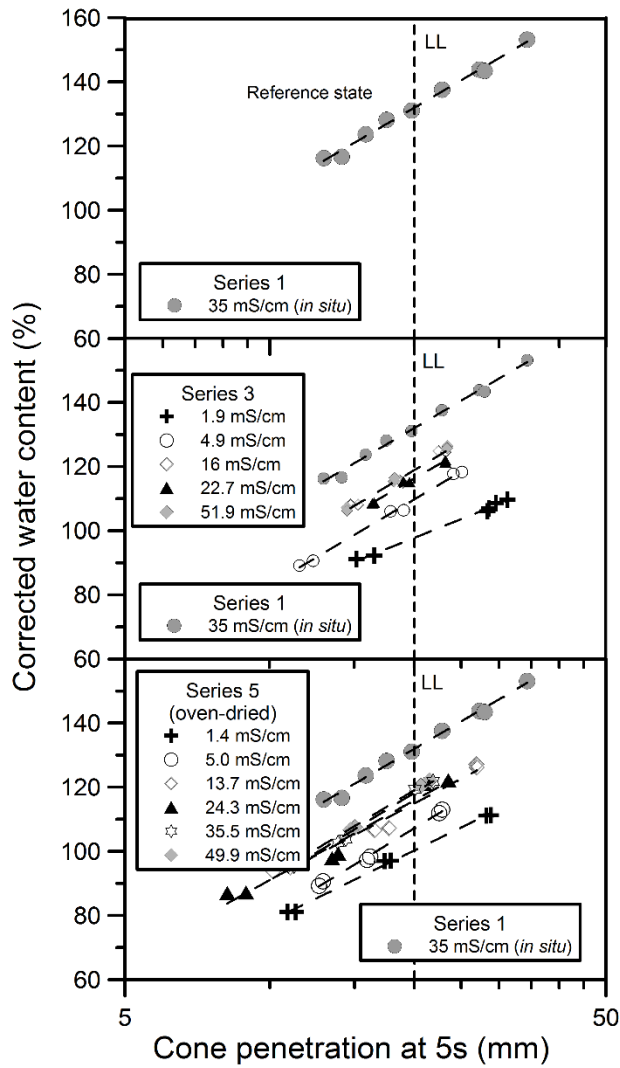 160
LL
140
Reference state
120
100
Series 1
80
35 mS/cm (in situ)
60
LL
Series 3
140
1.9 mS/cm
4.9 mS/cm
120
16 mS/cm
22.7 mS/cm
100
51.9 mS/cm
80
Series 1
35 mS/cm (in situ)
60
Series 5
LL
(oven-dried)
140
1.4 mS/cm
5.0 mS/cm
120
13.7 mS/cm
24.3 mS/cm
100
35.5 mS/cm
49.9 mS/cm
80
Series 1
35 mS/cm (in situ)
60
5
50
Cone penetration at 5s (mm)
Corrected water content (%)